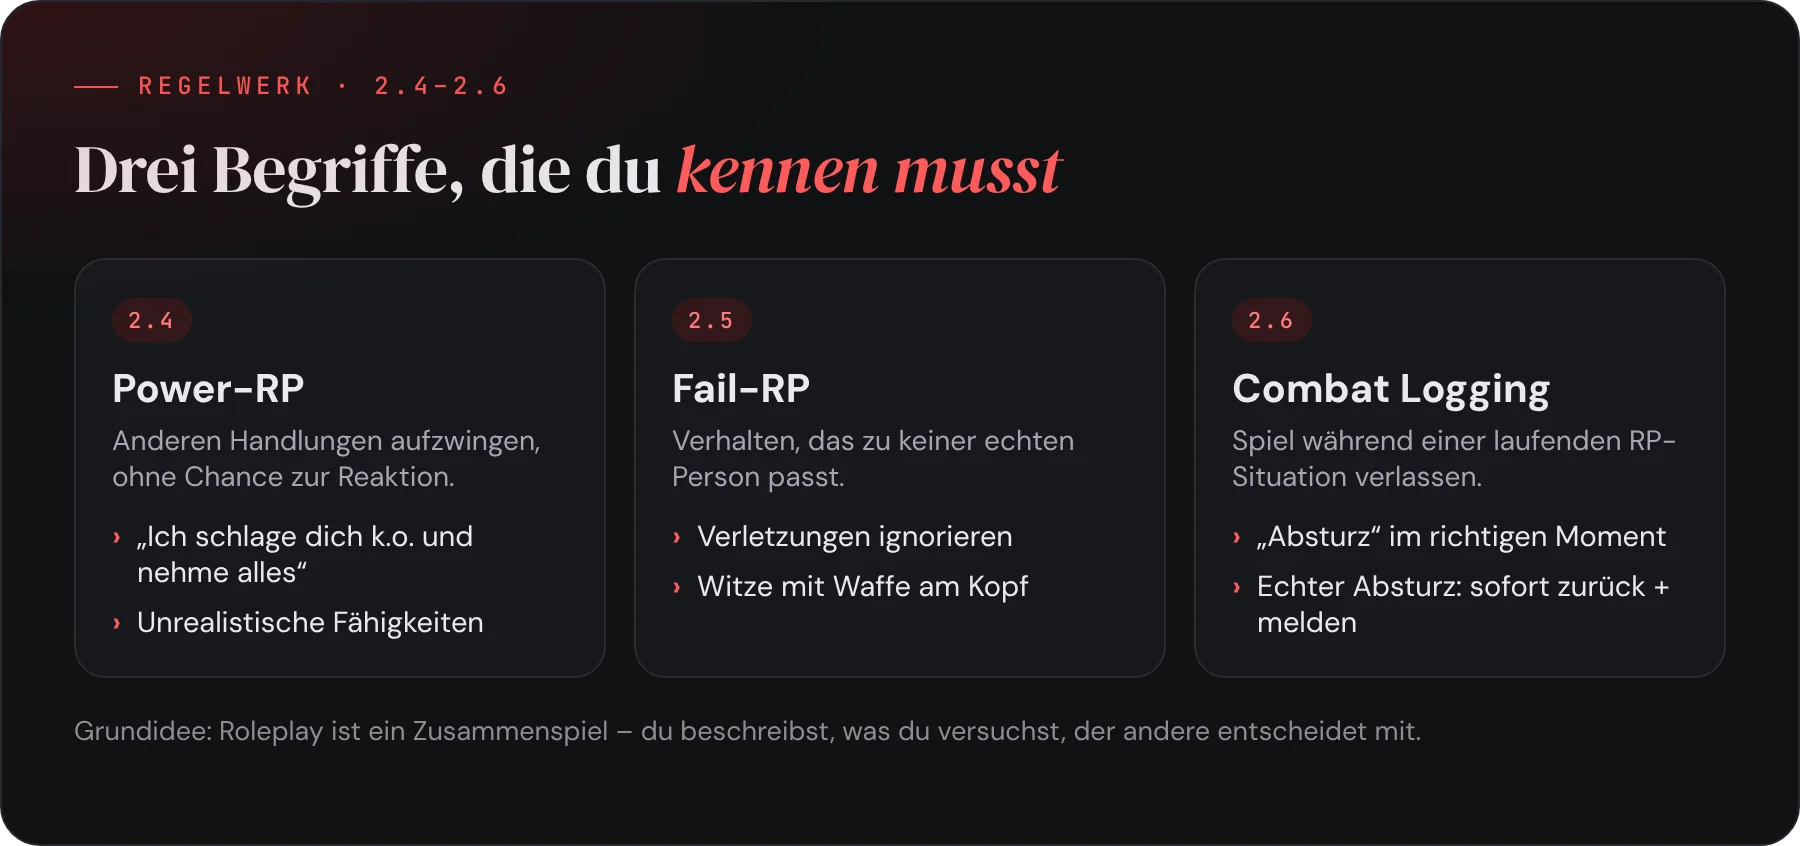 REGELWERK · 2.4–2.6
Drei Begriffe, die du kennen musst
2.4
Power-RP
Anderen Handlungen aufzwingen,
ohne Chance zur Reaktion.
› „Ich schlage dich k.o. und
nehme alles“
› Unrealistische Fähigkeiten
2.5
Fail-RP
Verhalten, das zu keiner echten
Person passt.
› Verletzungen ignorieren
› Witze mit Waffe am Kopf
2.6
Combat Logging
Spiel während einer laufenden RP-
Situation verlassen.
› „Absturz“ im richtigen Moment
› Echter Absturz: sofort zurück +
melden
Grundidee: Roleplay ist ein Zusammenspiel – du beschreibst, was du versuchst, der andere entscheidet mit.